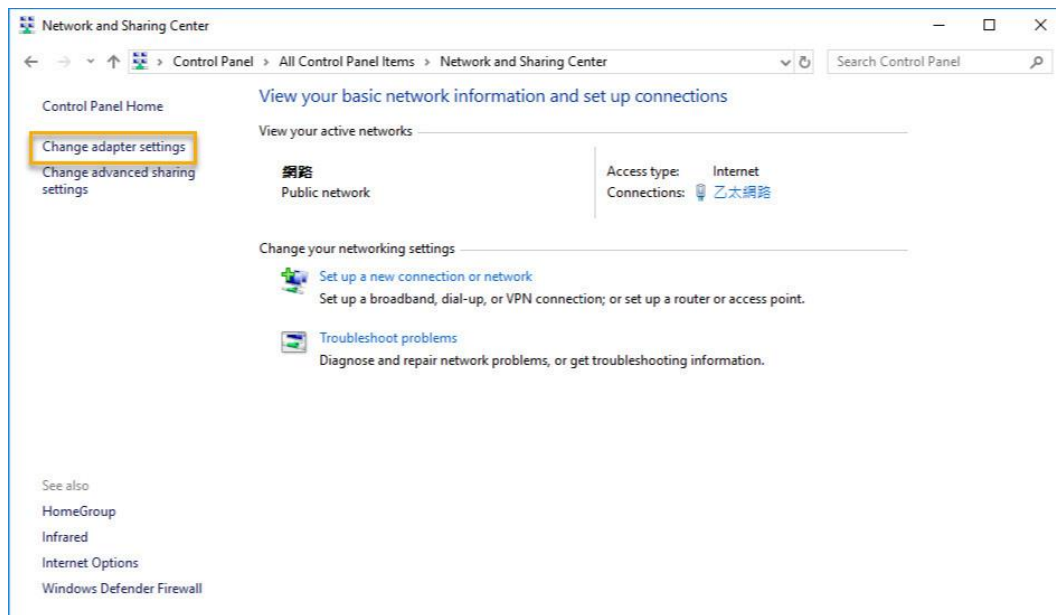 Network and Sharing Center
Control Panel > All Control Panel Items > Network and Sharing Center
Search Control Panel
Control Panel Home
Change adapter settings
Change advanced sharing
settings
View your basic network information and set up connections
View your active networks
網路
Public network
Access type: Internet
Connections: 乙太網路
Change your networking settings
Set up a new connection or network
Set up a broadband, dial-up, or VPN connection; or set up a router or access point.
Troubleshoot problems
Diagnose and repair network problems, or get troubleshooting information.
See also
HomeGroup
Infrared
Internet Options
Windows Defender Firewall